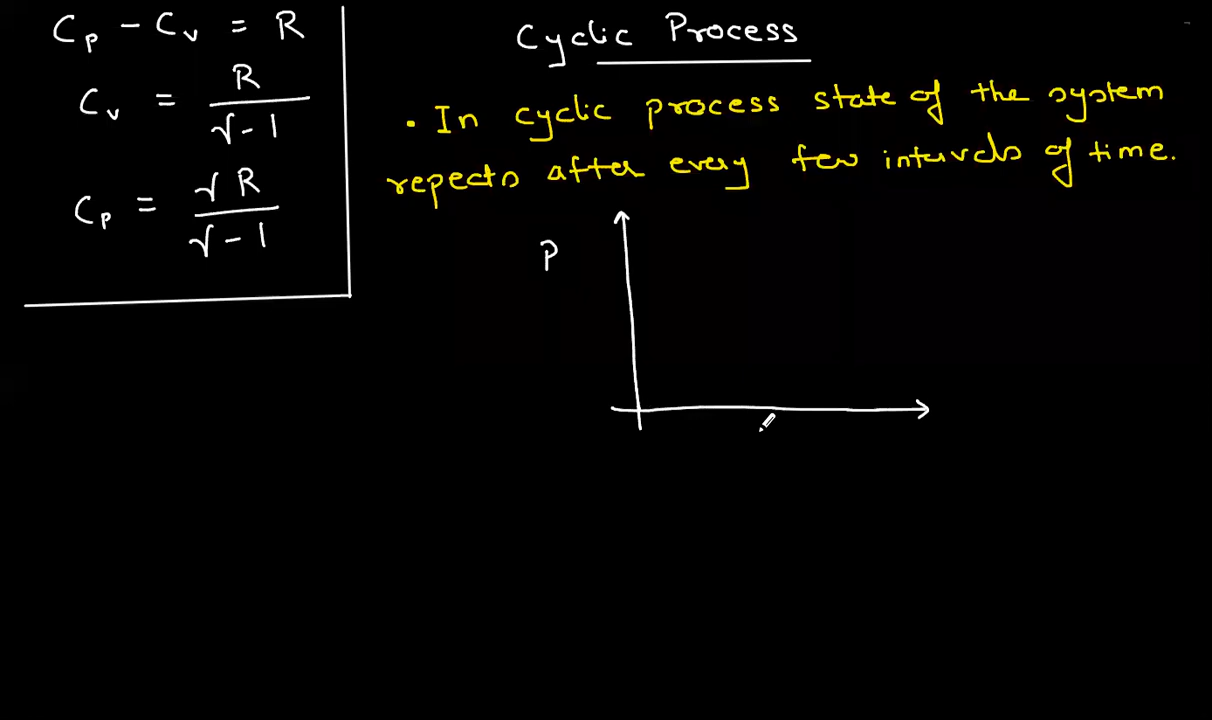 Cp - Cv = R
Cv = R / γ - 1
Cp = γ R / γ - 1
Cyclic Process
• In cyclic process state of the system
repeats after every few intervals of time.
P